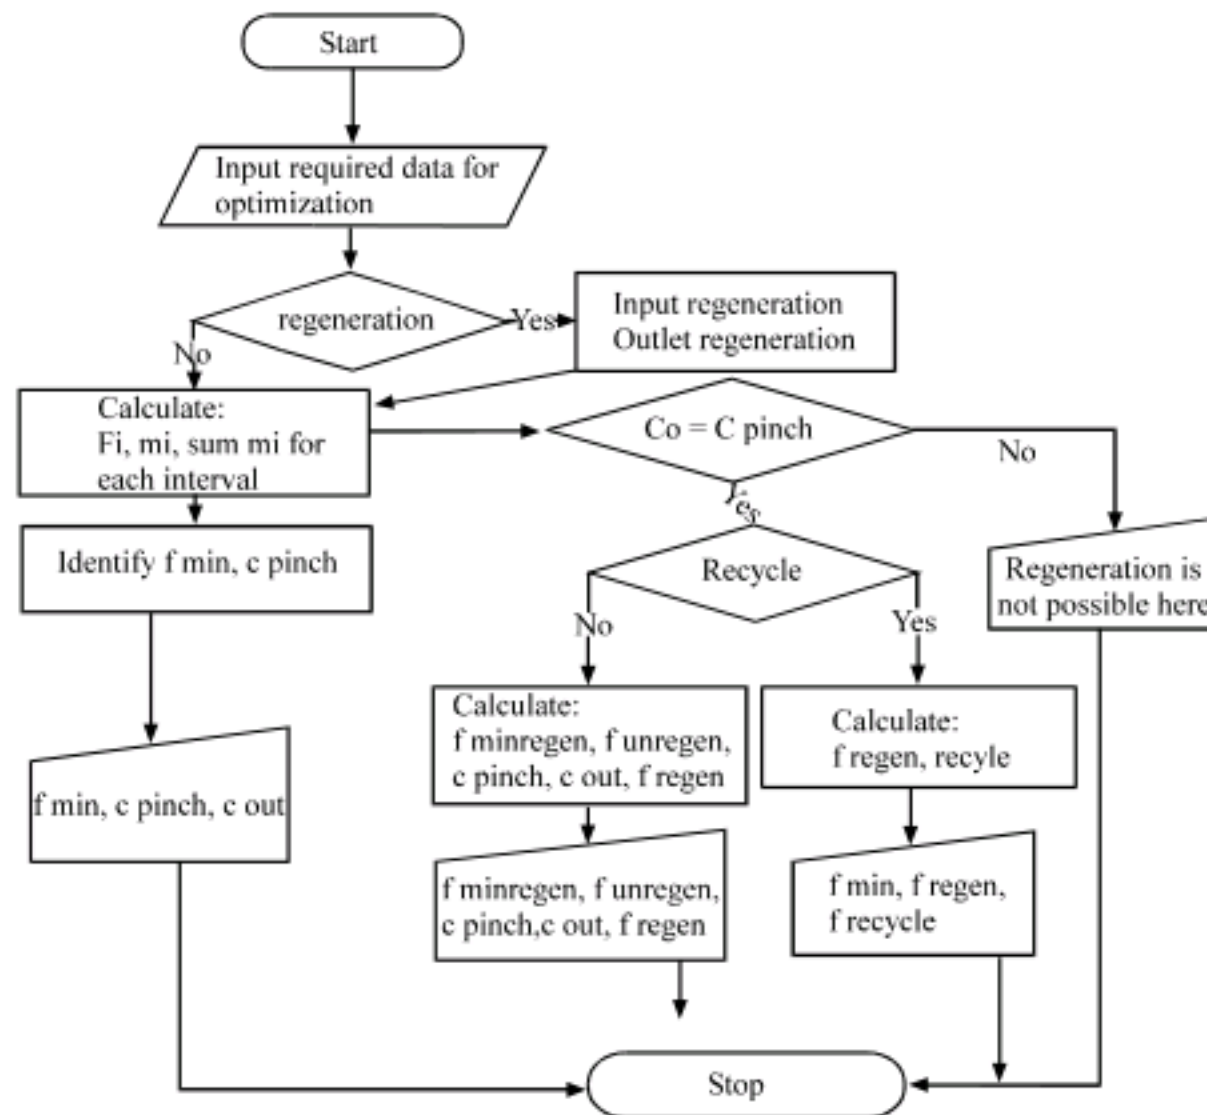 Start
Input required data for
optimization
regeneration
Yes
Input regeneration
Outlet regeneration
No
Calculate:
Fi, mi, sum mi for
each interval
Co = C pinch
No
Yes
Identify f min, c pinch
Recycle
Regeneration is
not possible here
No
Yes
Calculate:
f minregen, f unregen,
c pinch, c out, f regen
Calculate:
f regen, recyle
f min, c pinch, c out
f minregen, f unregen,
c pinch,c out, f regen
f min, f regen,
f recycle
Stop